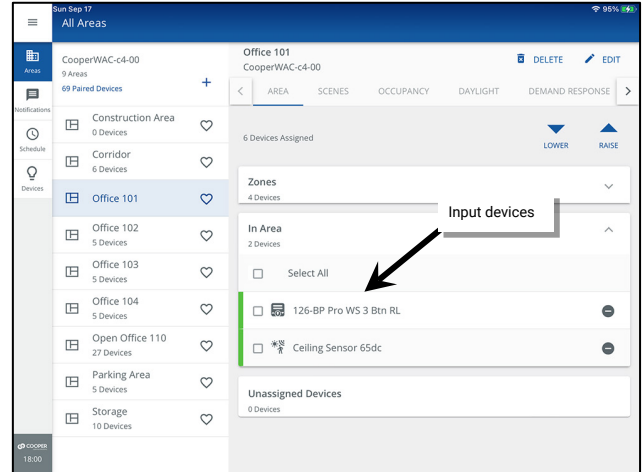 Sun Sep 17
95%
All Areas
Areas
Notifications
Schedule
Devices
COOPER
18:00
CooperWAC-c4-00
9 Areas
69 Paired Devices
+
Construction Area
0 Devices
Corridor
6 Devices
Office 101
Office 102
5 Devices
Office 103
5 Devices
Office 104
5 Devices
Open Office 110
27 Devices
Parking Area
5 Devices
Storage
10 Devices
Office 101
CooperWAC-c4-00
DELETE
EDIT
AREA SCENES OCCUPANCY DAYLIGHT DEMAND RESPONSE
6 Devices Assigned
LOWER RAISE
Zones
4 Devices
Input devices
In Area
2 Devices
Select All
126-BP Pro WS 3 Btn RL
Ceiling Sensor 65dc
Unassigned Devices
0 Devices